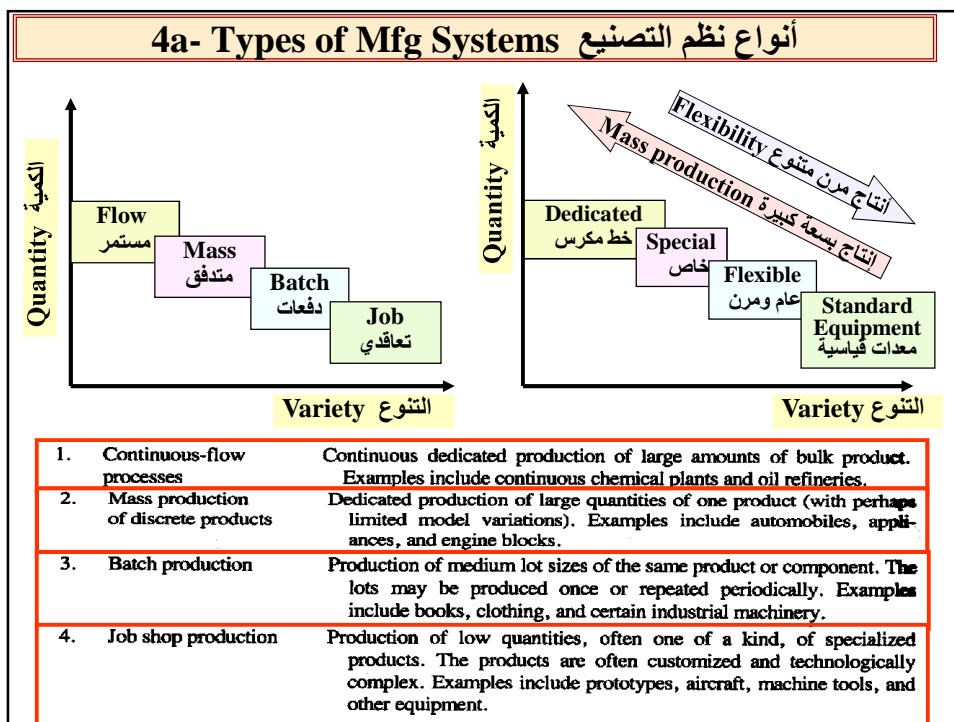 4a- Types of Mfg Systems أنواع نظم التصنيع
Quantity الكمية
Flow
مستمر
Mass
متدفق
Batch
دفعات
Job
تعاقدي
Variety التنوع
Quantity الكمية
Flexibility انتاج مرن متنوع
Mass production إنتاج بسعة كبيرة
Dedicated
خط مكرس
Special
خاص
Flexible
عام ومرن
Standard
Equipment
معدات قياسية
Variety التنوع
1. Continuous-flow processes
Continuous dedicated production of large amounts of bulk product.
Examples include continuous chemical plants and oil refineries.
2. Mass production of discrete products
Dedicated production of large quantities of one product (with perhaps
limited model variations). Examples include automobiles, appli-
ances, and engine blocks.
3. Batch production
Production of medium lot sizes of the same product or component. The
lots may be produced once or repeated periodically. Examples
include books, clothing, and certain industrial machinery.
4. Job shop production
Production of low quantities, often one of a kind, of specialized
products. The products are often customized and technologically
complex. Examples include prototypes, aircraft, machine tools, and
other equipment.